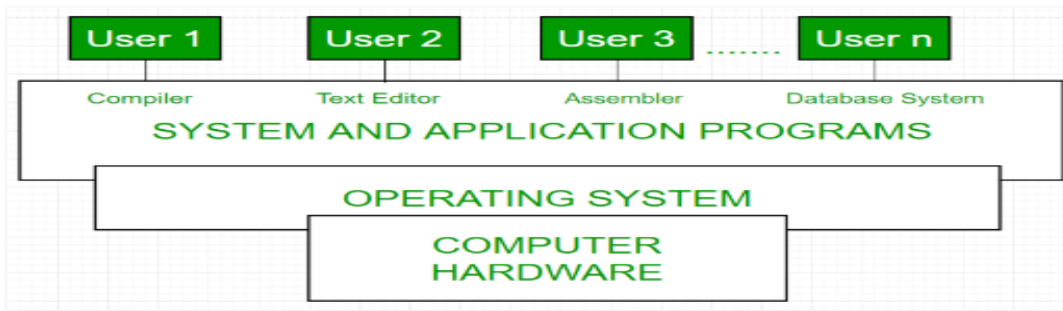 User 1 User 2 User 3 ....... User n
Compiler Text Editor Assembler Database System
SYSTEM AND APPLICATION PROGRAMS
OPERATING SYSTEM
COMPUTER
HARDWARE